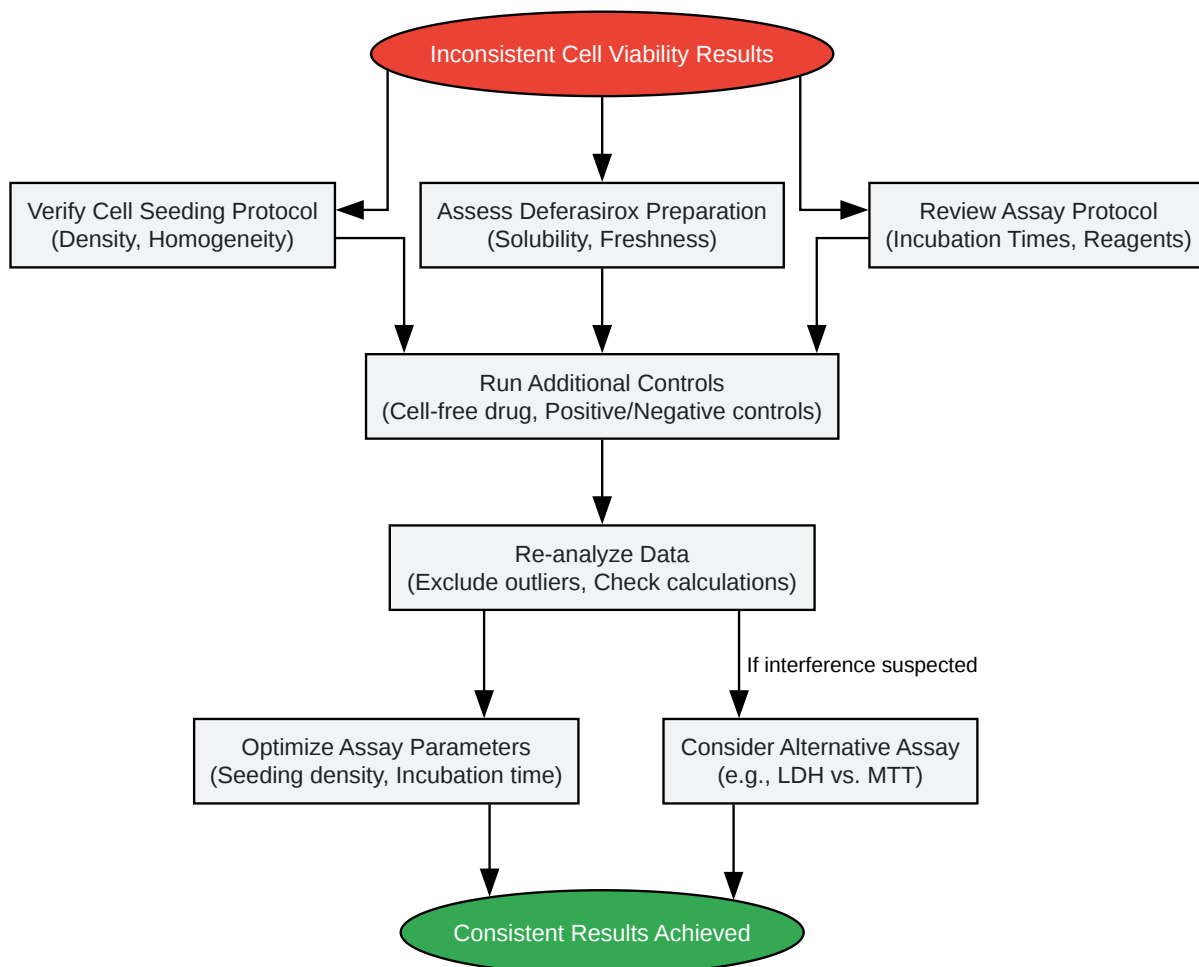 Inconsistent Cell Viability Results
Verify Cell Seeding Protocol
(Density, Homogeneity)
Assess Deferasirox Preparation
(Solubility, Freshness)
Review Assay Protocol
(Incubation Times, Reagents)
Run Additional Controls
(Cell-free drug, Positive/Negative controls)
Re-analyze Data
(Exclude outliers, Check calculations)
If interference suspected
Optimize Assay Parameters
(Seeding density, Incubation time)
Consider Alternative Assay
(e.g., LDH vs. MTT)
Consistent Results Achieved